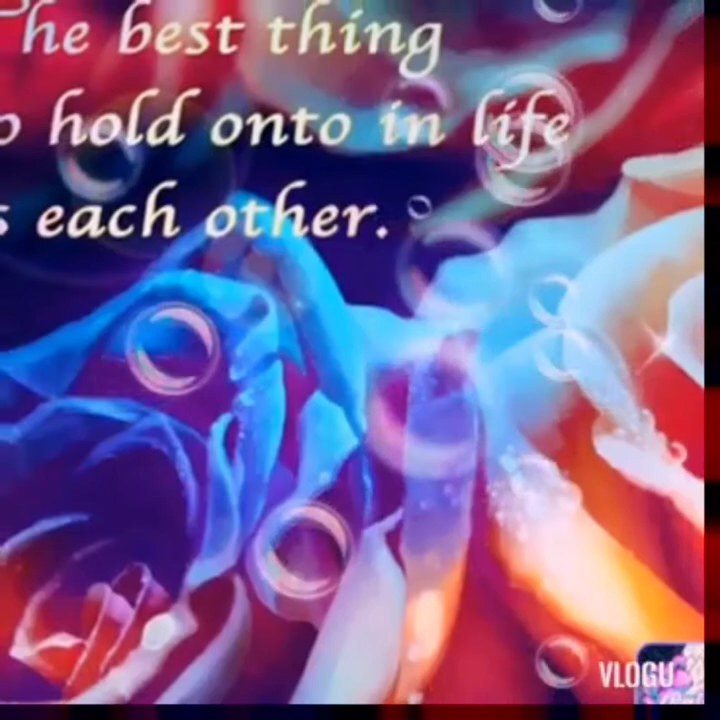 he best thing
o hold onto in life
s each other.
VLOGU